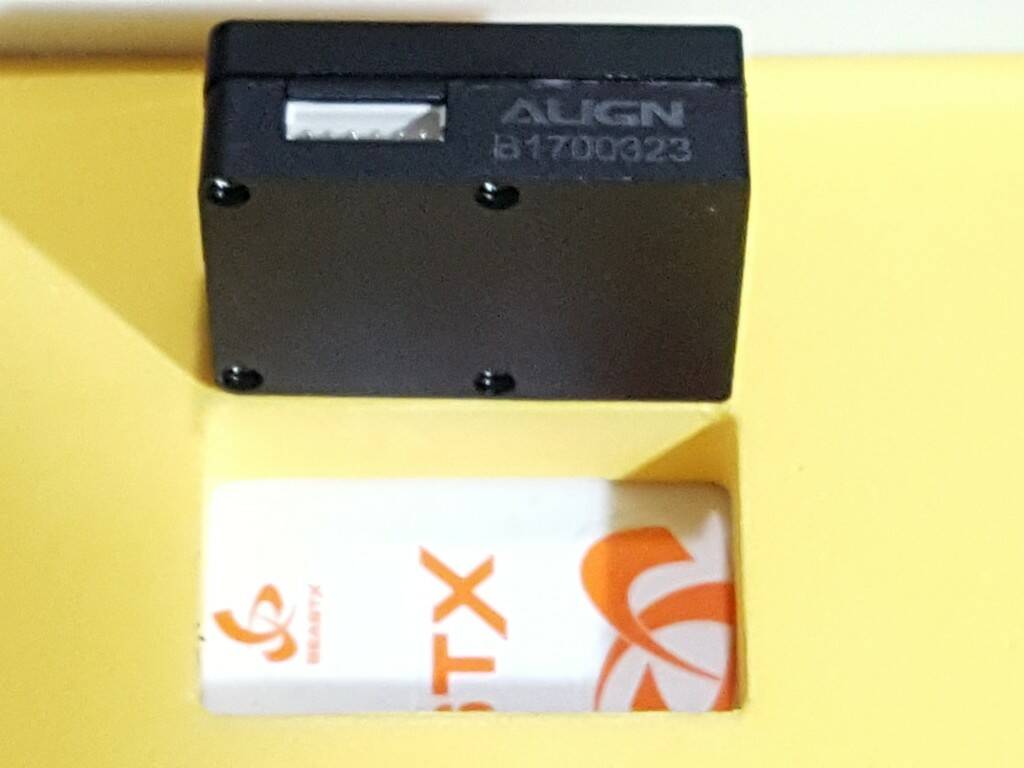 ALIGN
B1700323
BEASTX
STX